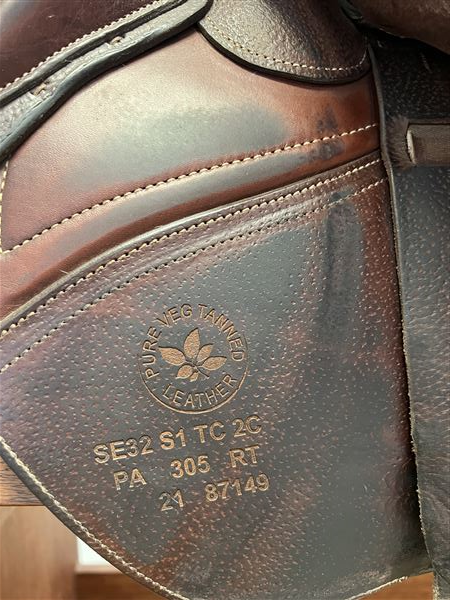 PURE VEG TANNED
LEATHER
SE32 S1 TC 2C
PA 305 RT
21 87149